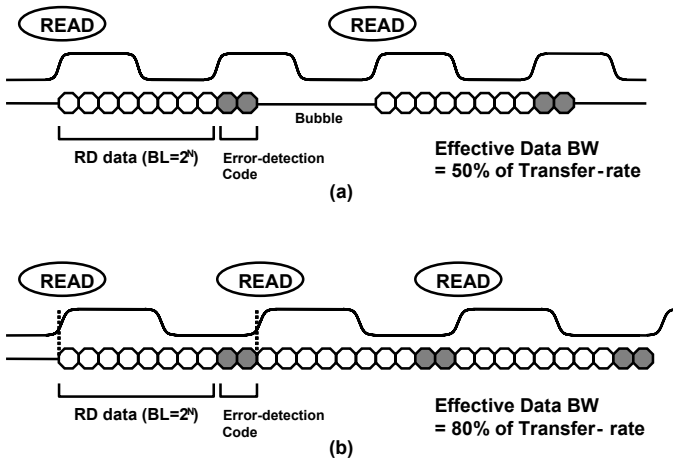 READ READ
Bubble
RD data (BL=2ᴺ) Error-detection
Code
Effective Data BW
= 50% of Transfer-rate
(a)
READ READ READ
RD data (BL=2ᴺ) Error-detection
Code
Effective Data BW
= 80% of Transfer- rate
(b)